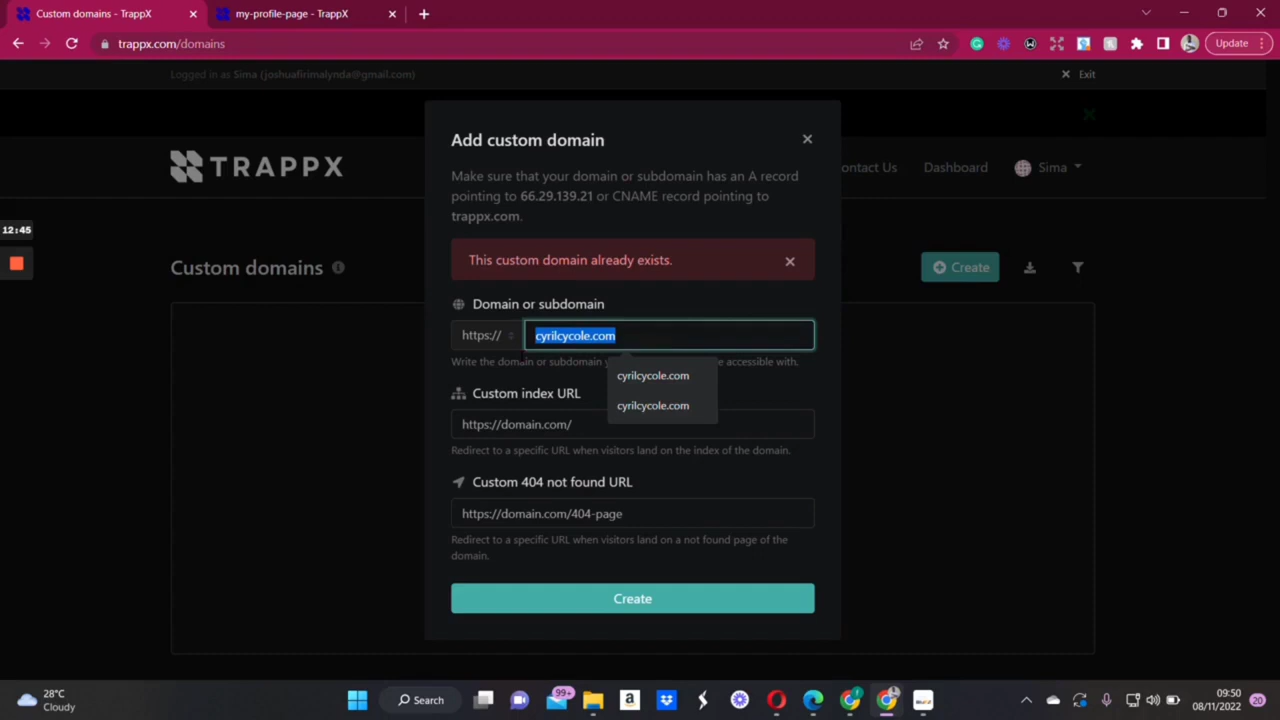 Custom domains - TrappX
my-profile-page - TrappX
trappx.com/domains
Update
Logged in as Sima (joshuafirimalynda@gmail.com)
Exit
TRAPPX
ontact Us
Dashboard
Sima
12:45
Custom domains
Create
Add custom domain
Make sure that your domain or subdomain has an A record
pointing to 66.29.139.21 or CNAME record pointing to
trappx.com.
This custom domain already exists.
Domain or subdomain
https://
cyrilcycole.com
Write the domain or subdomain y
e accessible with.
cyrilcycole.com
cyrilcycole.com
Custom index URL
https://domain.com/
Redirect to a specific URL when visitors land on the index of the domain.
Custom 404 not found URL
https://domain.com/404-page
Redirect to a specific URL when visitors land on a not found page of the
domain.
Create
28°C
Cloudy
Search
99+
09:50
08/11/2022
20